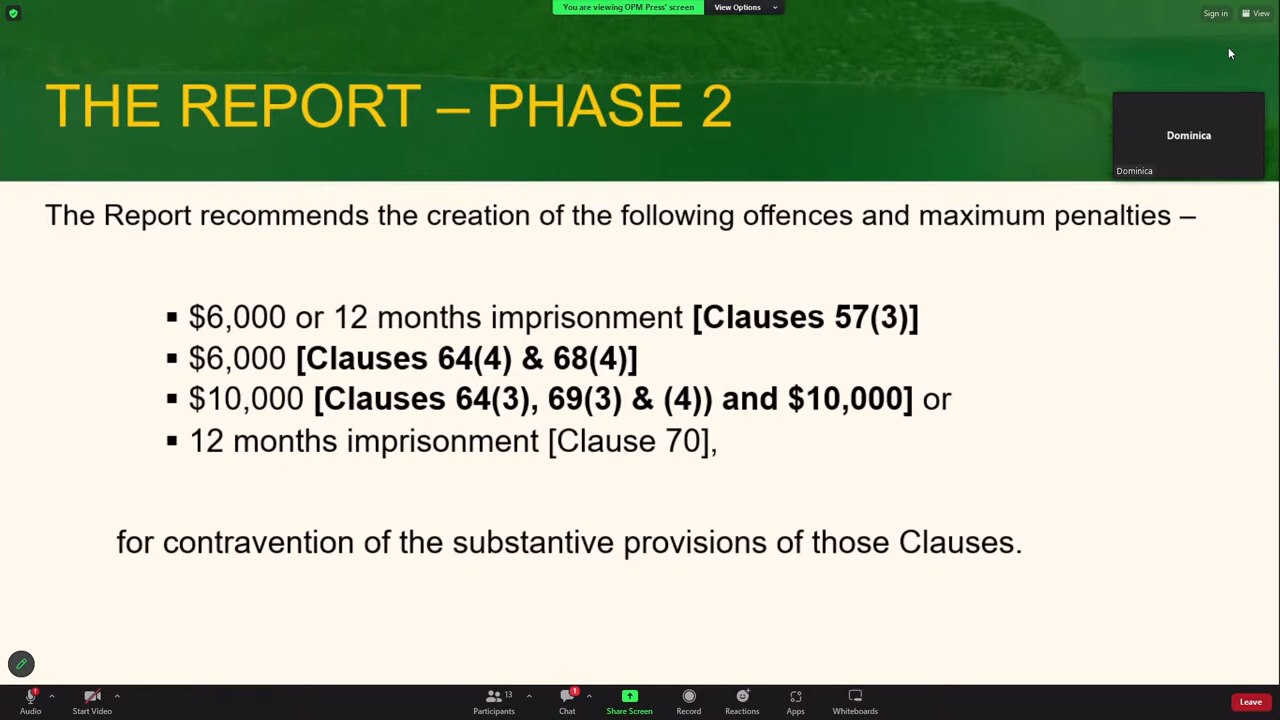 You are viewing OPM Press' screen
View Options
Sign in
View
THE REPORT – PHASE 2
Dominica
Dominica
The Report recommends the creation of the following offences and maximum penalties –
▪ $6,000 or 12 months imprisonment [Clauses 57(3)]
▪ $6,000 [Clauses 64(4) & 68(4)]
▪ $10,000 [Clauses 64(3), 69(3) & (4)) and $10,000] or
▪ 12 months imprisonment [Clause 70],
for contravention of the substantive provisions of those Clauses.
13
1
Audio
Start Video
Participants
Chat
Share Screen
Record
Reactions
Apps
Whiteboards
Leave